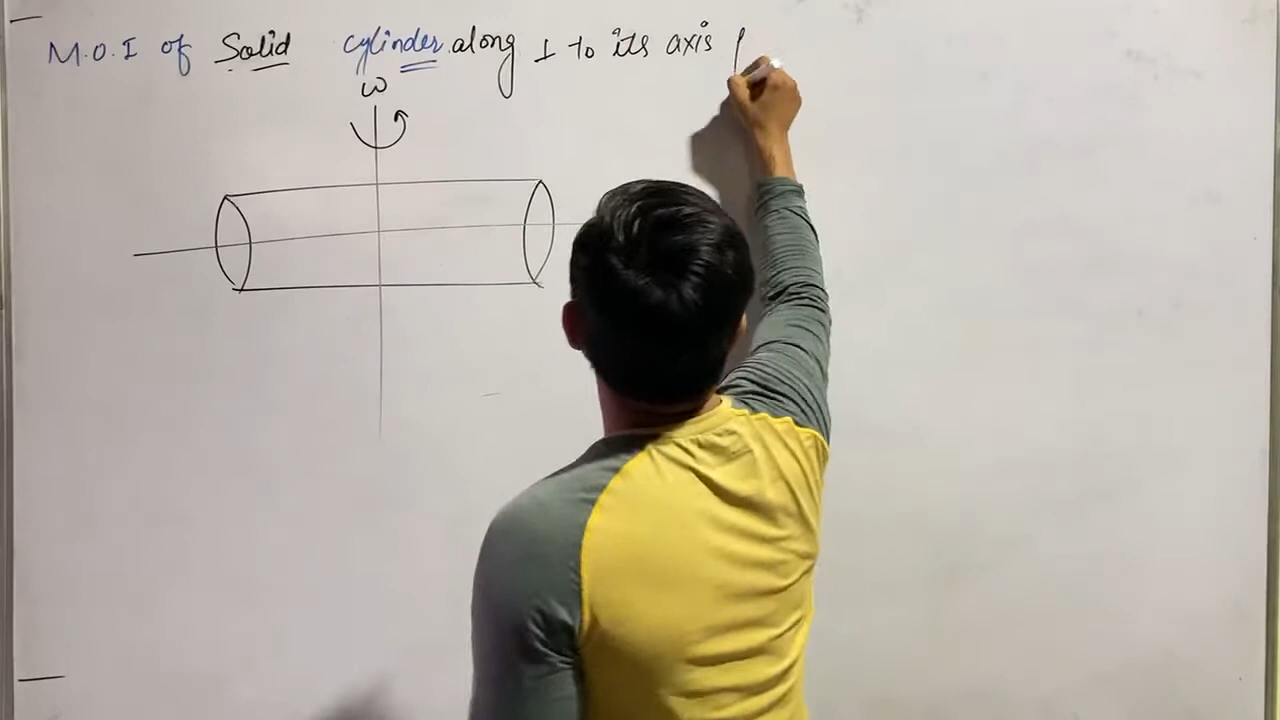 M.O.I of Solid cylinder along ⊥ to its axis
ω